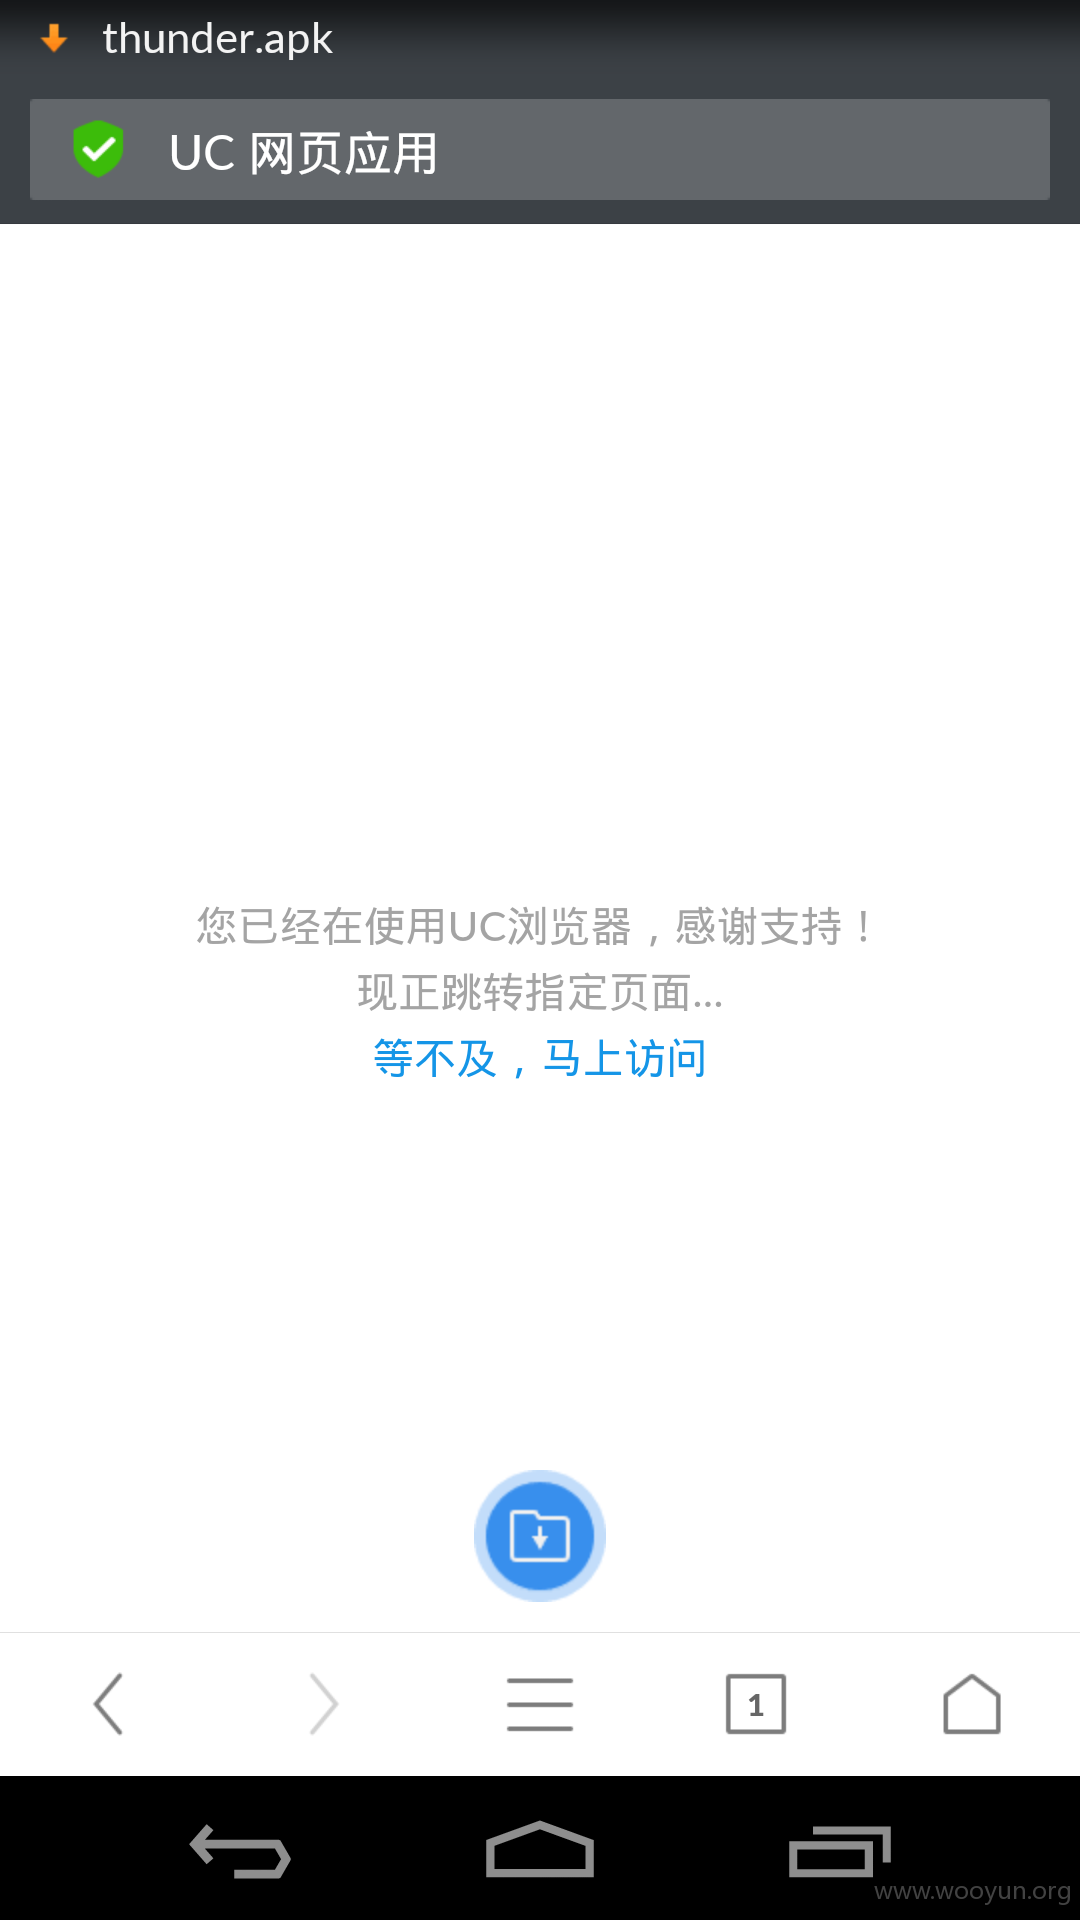 thunder.apk
UC 网页应用
您已经在使用UC浏览器，感谢支持！
现正跳转指定页面...
等不及，马上访问
1
www.wooyun.org